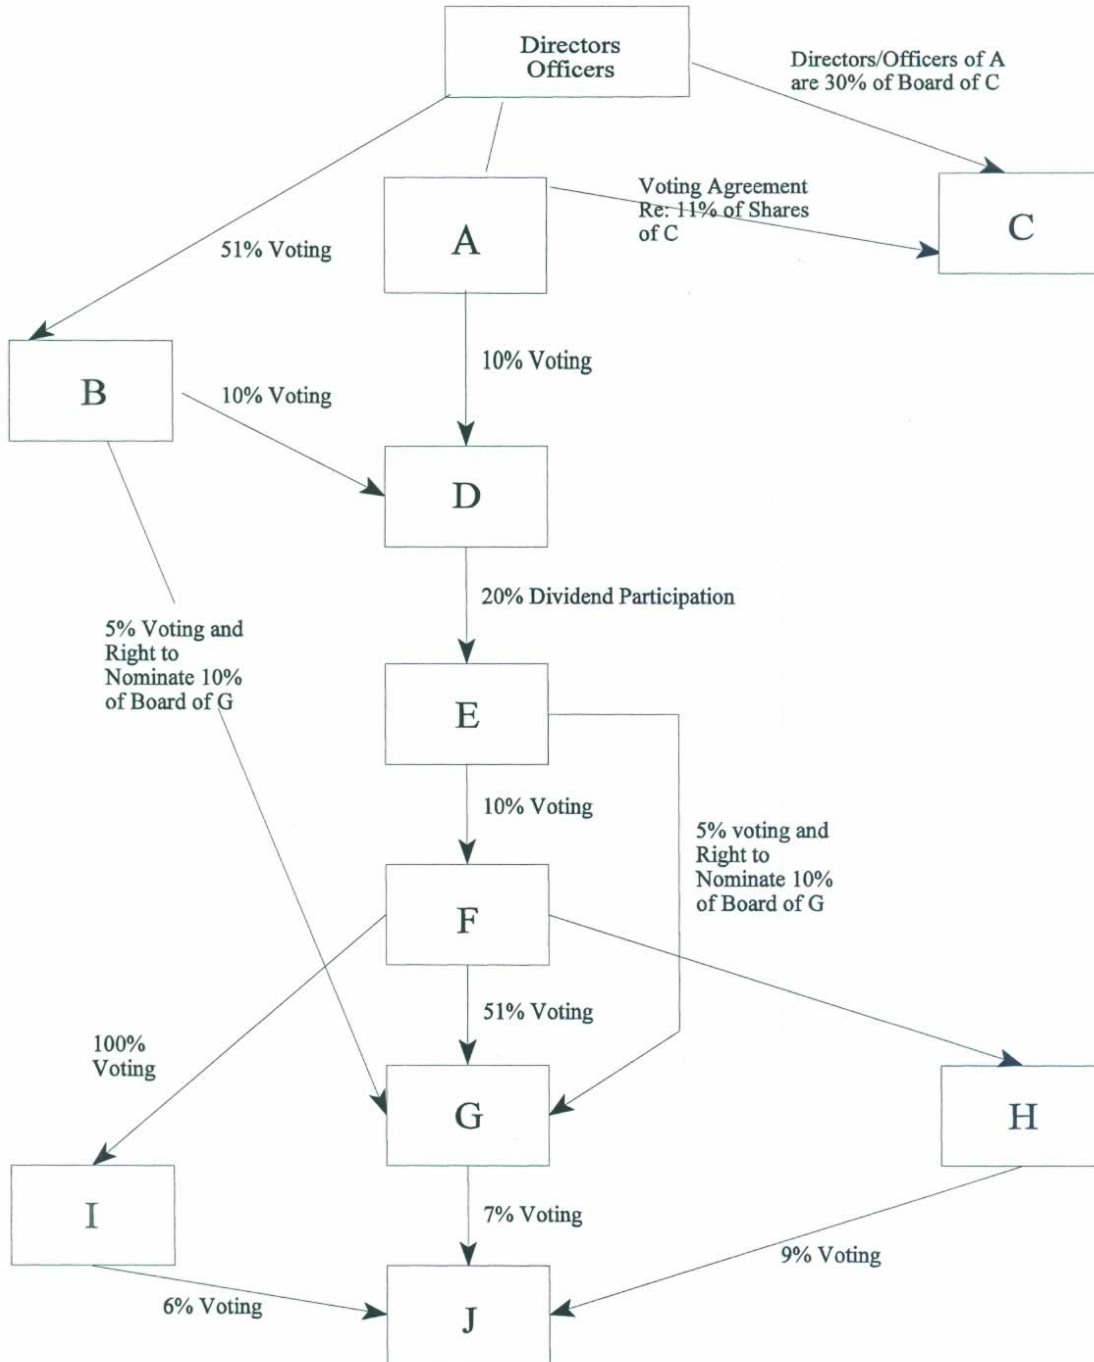 Directors
Officers
Directors/Officers of A
are 30% of Board of C
A
Voting Agreement
Re: 11% of Shares
of C
C
51% Voting
B
10% Voting
10% Voting
D
20% Dividend Participation
5% Voting and
Right to
Nominate 10%
of Board of G
E
10% Voting
5% voting and
Right to
Nominate 10%
of Board of G
F
51% Voting
100%
Voting
G
H
I
7% Voting
9% Voting
6% Voting
J